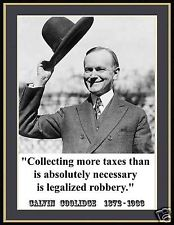 "Collecting more taxes than
is absolutely necessary
is legalized robbery."
CALVIN COOLIDGE 1872-1933